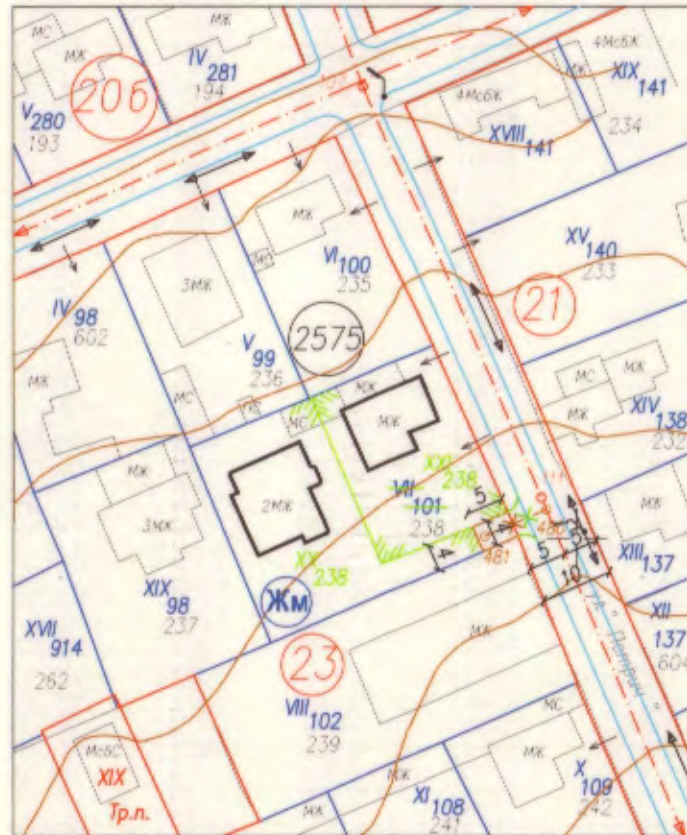 МС
МЖ
IV 281
194
МЖ
206
V 280
193
4МсбЖ
МЖ
XIX 141
234
4МсбЖ
XVIII 141
МЖ
МС
VI 100
235
XV 140
233
21
3МЖ
IV 98
602
2575
V 99
236
МЖ
МС
МЖ
МС
МЖ
МС
МЖ
МЖ
XIV 138
232
XXI 238
VII 101
238
5
4
4
481
5
5
10
2МЖ
XX 238
МЖ
3МЖ
XIX 98
237
Жм
МЖ
XIII 137
XII 137
604
XVII 914
262
23
МЖ
ул. "
VIII 102
239
МсбС
XIX
Тр.п.
МС
МЖ
X 109
242
МЖ
МЖ
XI 108
241